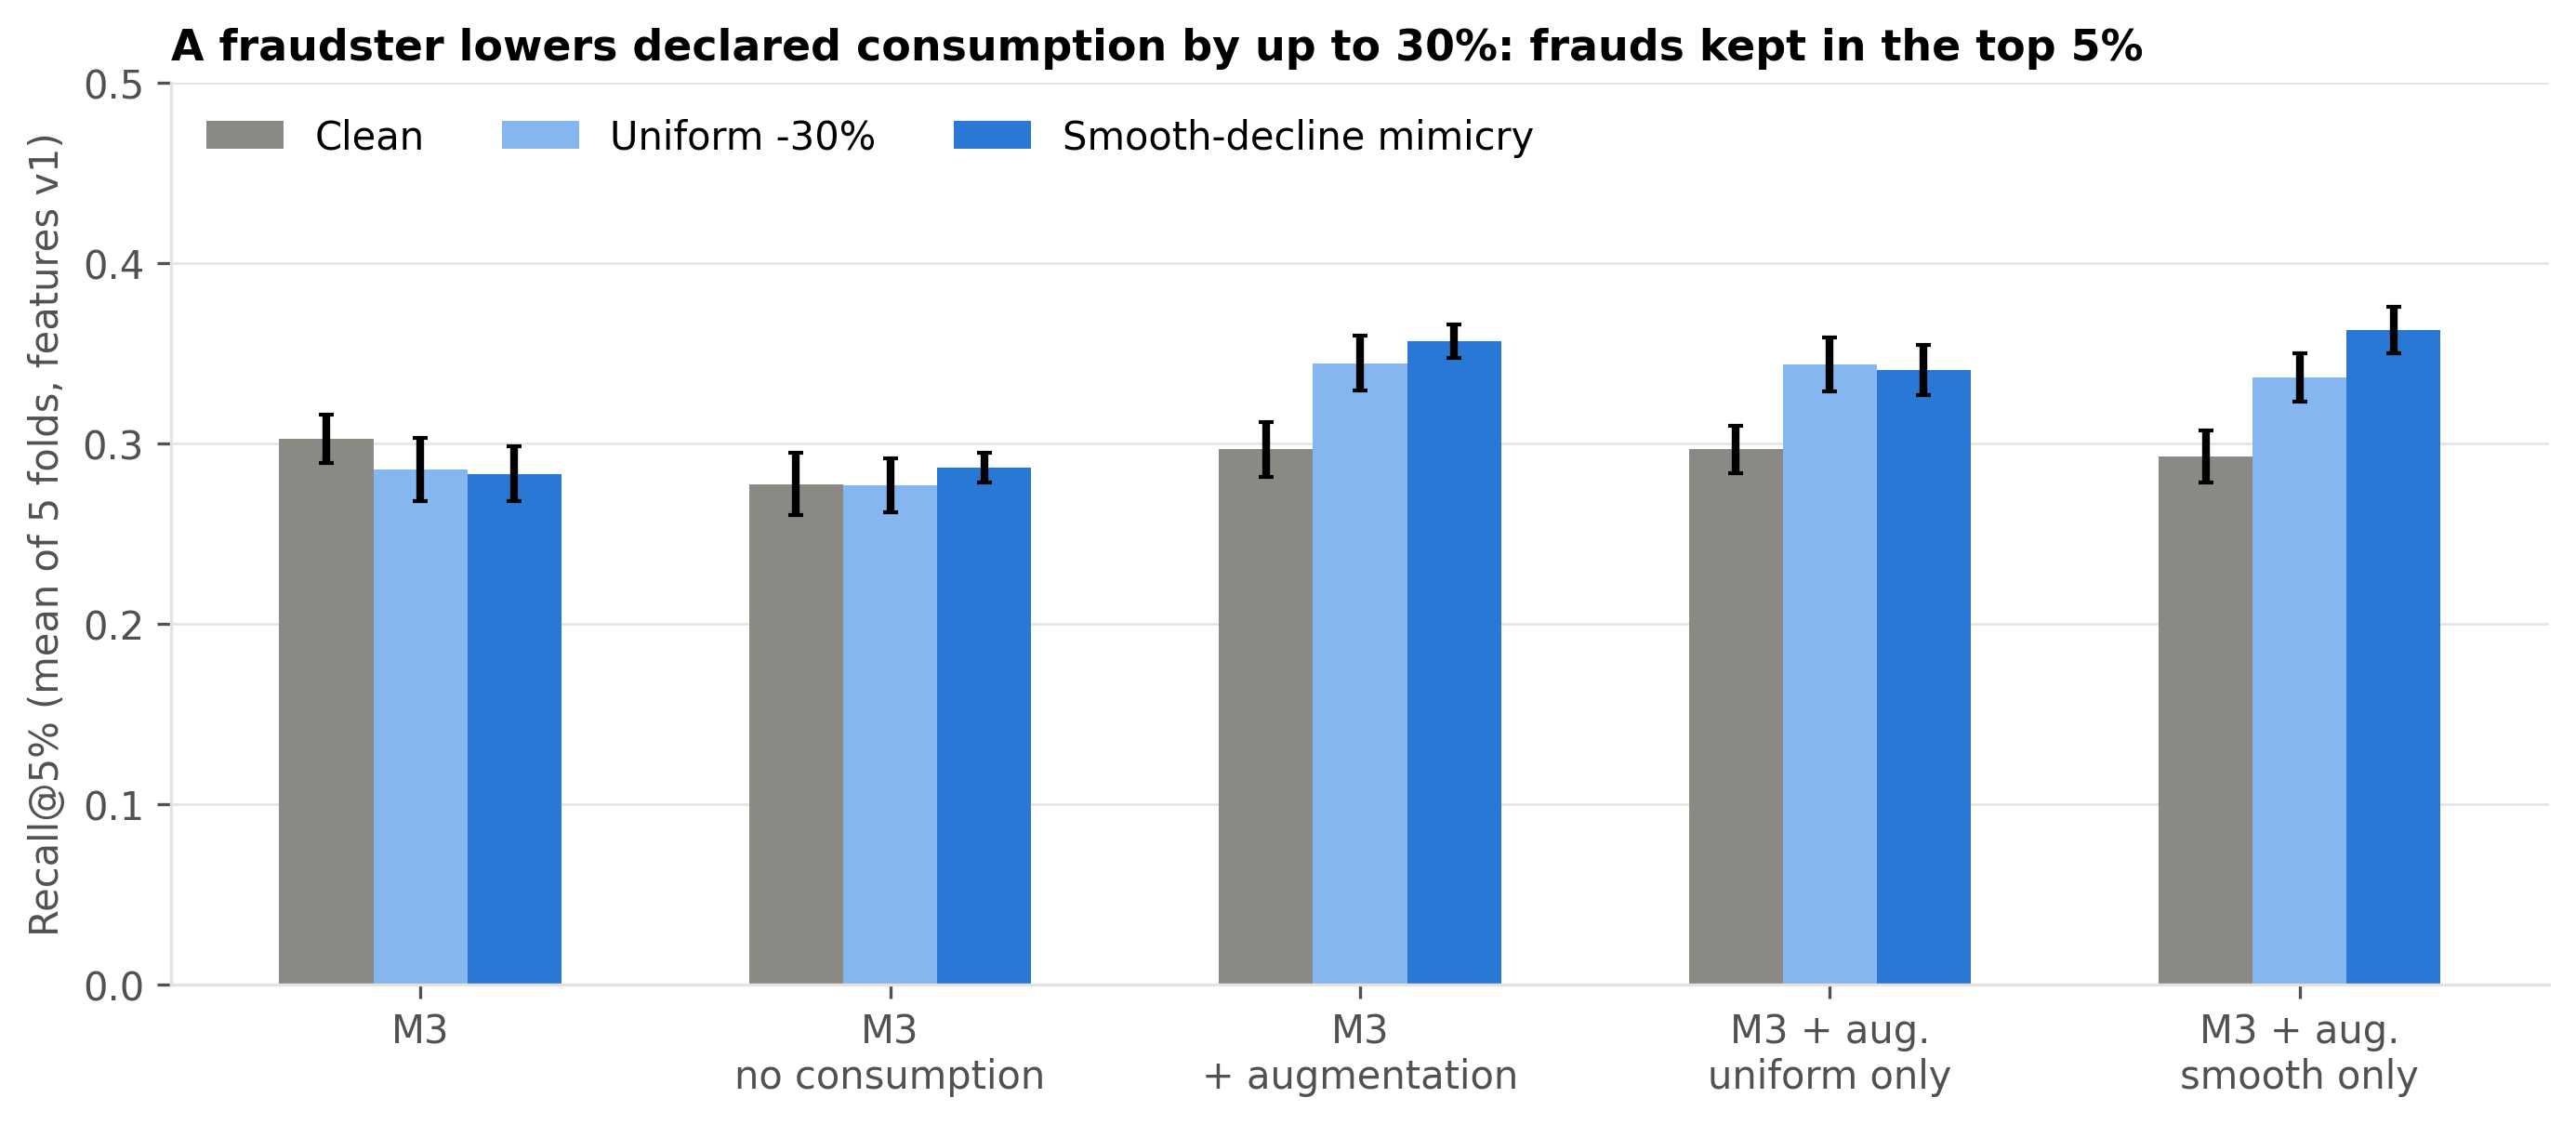 A fraudster lowers declared consumption by up to 30%: frauds kept in the top 5%
Clean
Uniform -30%
Smooth-decline mimicry
Recall@5% (mean of 5 folds, features v1)
0.5
0.4
0.3
0.2
0.1
0.0
M3
M3
no consumption
M3
+ augmentation
M3 + aug.
uniform only
M3 + aug.
smooth only